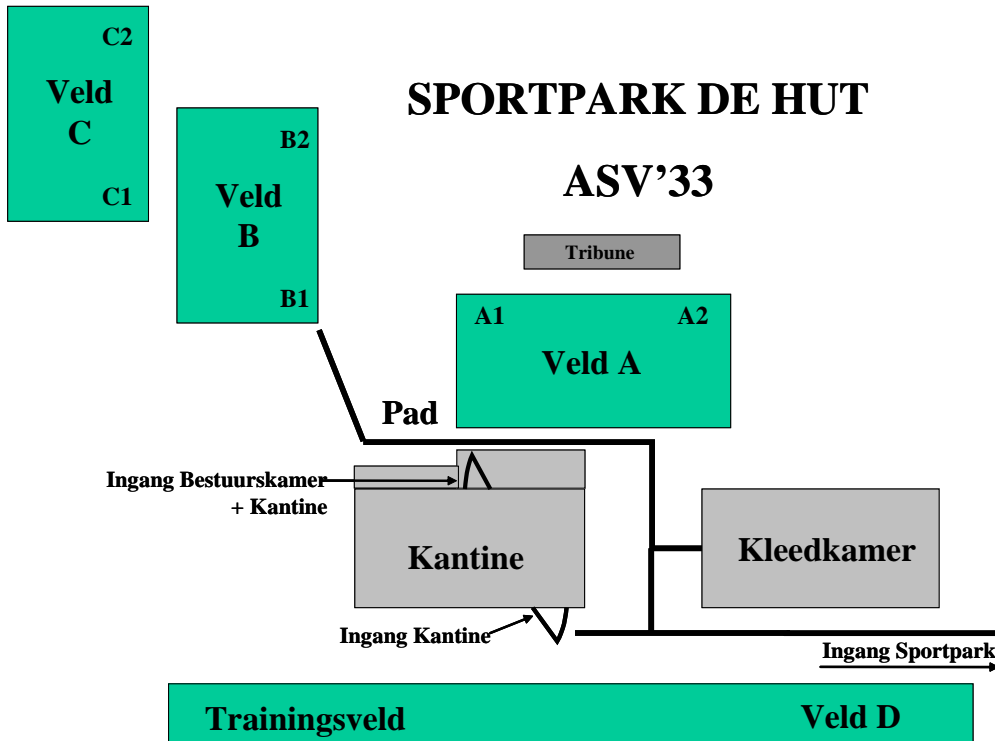 C2
Veld
C
C1
SPORTPARK DE HUT
ASV’33
B2
Veld
B
B1
Tribune
A1 A2
Veld A
Pad
Ingang Bestuurskamer
+ Kantine
Kantine
Kleedkamer
Ingang Kantine
Ingang Sportpark
Trainingsveld Veld D